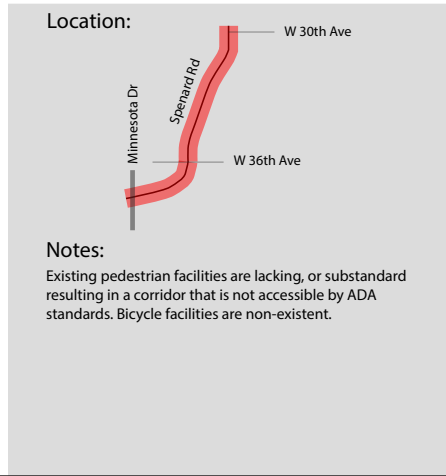 Location:
W 30th Ave
Spenard Rd
Minnesota Dr
W 36th Ave
Notes:
Existing pedestrian facilities are lacking, or substandard
resulting in a corridor that is not accessible by ADA
standards. Bicycle facilities are non-existent.